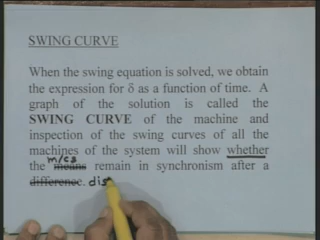 SWING CURVE
When the swing equation is solved, we obtain
the expression for δ as a function of time. A
graph of the solution is called the
SWING CURVE of the machine and
inspection of the swing curves of all the
machines of the system will show whether
m/cs
the means remain in synchronism after a
difference. dis